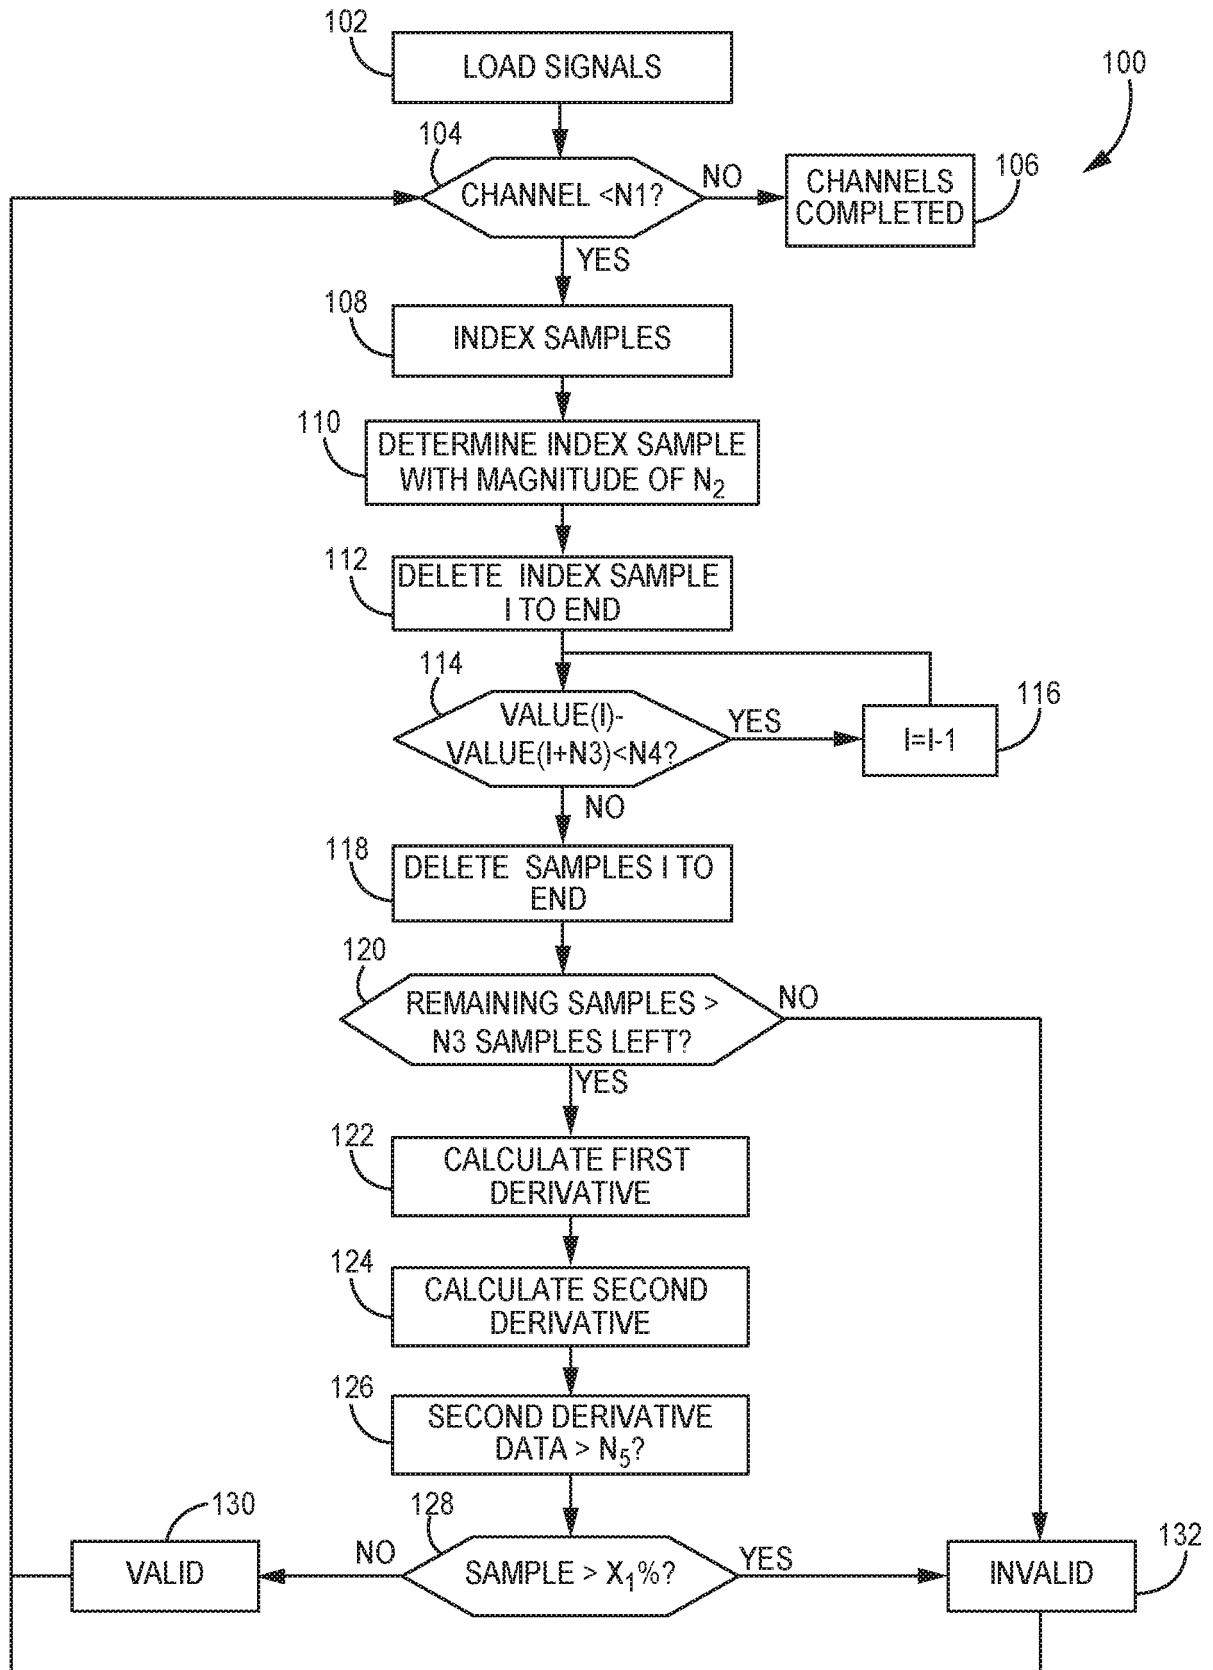 102
LOAD SIGNALS
100
104
CHANNEL <N1?
NO
CHANNELS
COMPLETED
106
YES
108
INDEX SAMPLES
110
DETERMINE INDEX SAMPLE
WITH MAGNITUDE OF N2
112
DELETE INDEX SAMPLE
I TO END
114
VALUE(I)-
VALUE(I+N3)<N4?
YES
I=I-1
116
NO
118
DELETE SAMPLES I TO
END
120
REMAINING SAMPLES >
N3 SAMPLES LEFT?
NO
YES
122
CALCULATE FIRST
DERIVATIVE
124
CALCULATE SECOND
DERIVATIVE
126
SECOND DERIVATIVE
DATA > N5?
130
VALID
NO
128
SAMPLE > X1%?
YES
INVALID
132